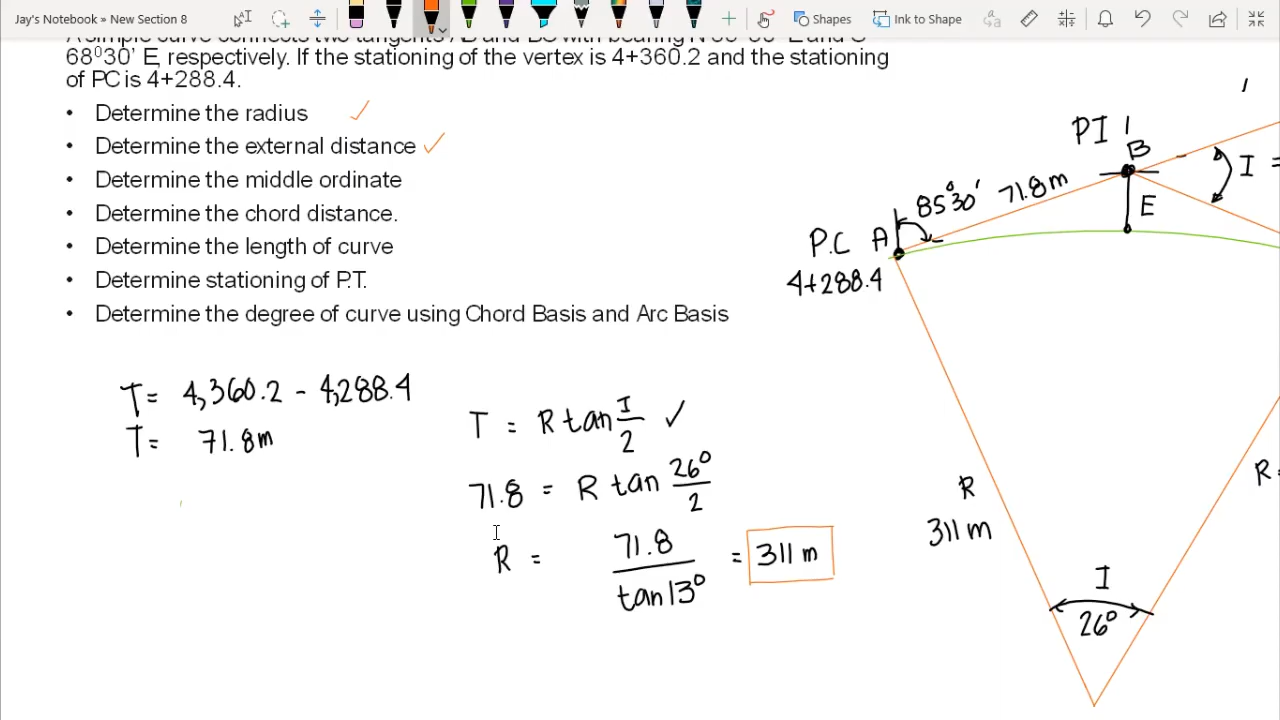 Jay's Notebook » New Section 8
Shapes
Ink to Shape
68⁰30' E, respectively. If the stationing of the vertex is 4+360.2 and the stationing
of PC is 4+288.4.
• Determine the radius ✓
• Determine the external distance ✓
• Determine the middle ordinate
• Determine the chord distance.
• Determine the length of curve
• Determine stationing of P.T.
• Determine the degree of curve using Chord Basis and Arc Basis
T = 4,360.2 - 4,288.4
T = 71.8m
T = R tan I/2 ✓
71.8 = R tan 26°/2
R = 71.8/tan13° = 311 m
PI
B
I =
E
85°30'
71.8m
P.C A
4+288.4
R
311 m
R =
I
26°